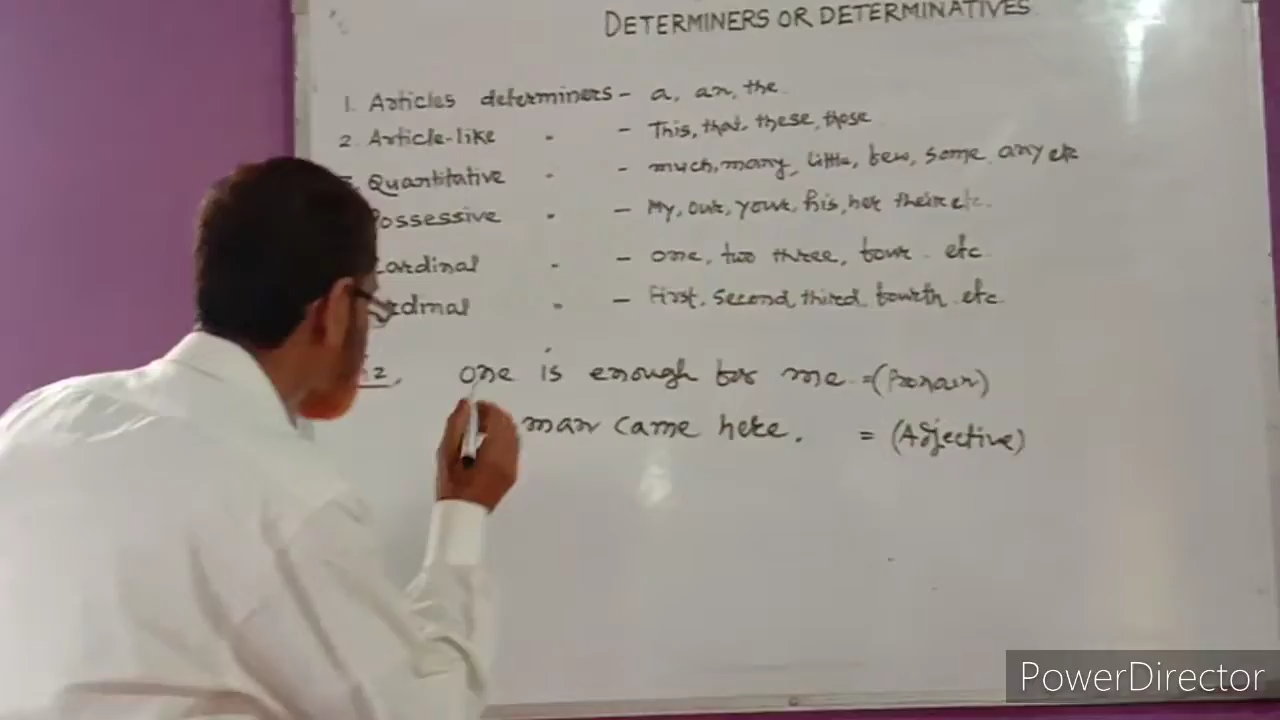 DETERMINERS OR DETERMINATIVES
1. Articles determiners - a, an, the.
2. Article-like " - This, that, these, those
Quantitative " - much, many, little, few, some, any etc
Possessive " - My, our, your, his, her their etc.
Cardinal " - one, two three, four etc.
Ordinal " - First, second, third, fourth etc.
one is enough for me = (Pronoun)
man came here. = (Adjective)
PowerDirector